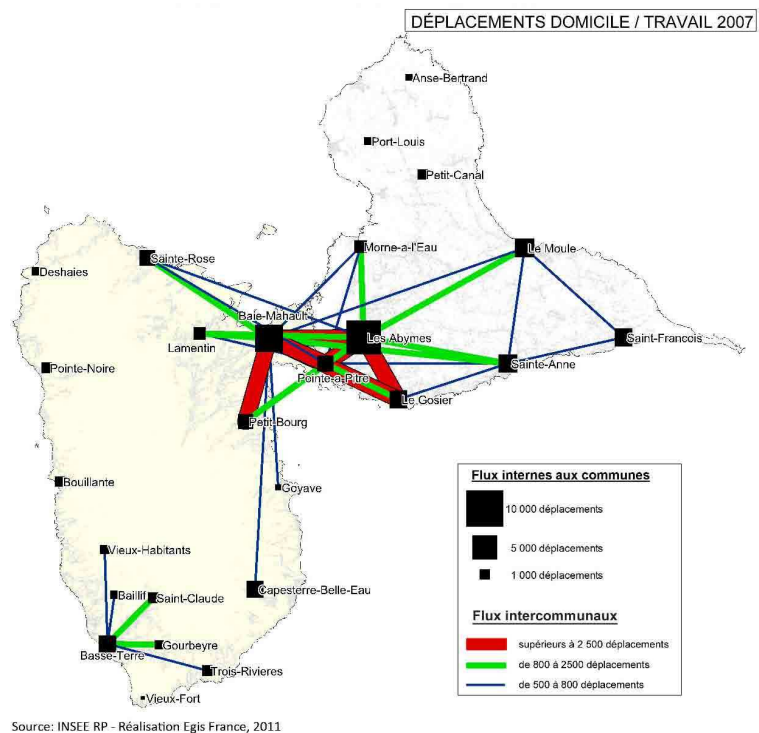 DÉPLACEMENTS DOMICILE / TRAVAIL 2007
Anse-Bertrand
Port-Louis
Petit-Canal
Morne-a-l'Eau
Le Moule
Sainte-Rose
Deshaies
Baie-Mahault
Les Abymes
Saint-Francois
Lamentin
Sainte-Anne
Pointe-Noire
Pointe-a-Pitre
Le Gosier
Petit-Bourg
Bouillante
Goyave
Vieux-Habitants
Capesterre-Belle-Eau
Baillif
Saint-Claude
Gourbeyre
Basse-Terre
Trois-Rivieres
Vieux-Fort
Flux internes aux communes
10 000 déplacements
5 000 déplacements
1 000 déplacements
Flux intercommunaux
supérieurs à 2 500 déplacements
de 800 à 2500 déplacements
de 500 à 800 déplacements
Source: INSEE RP - Réalisation Egis France, 2011